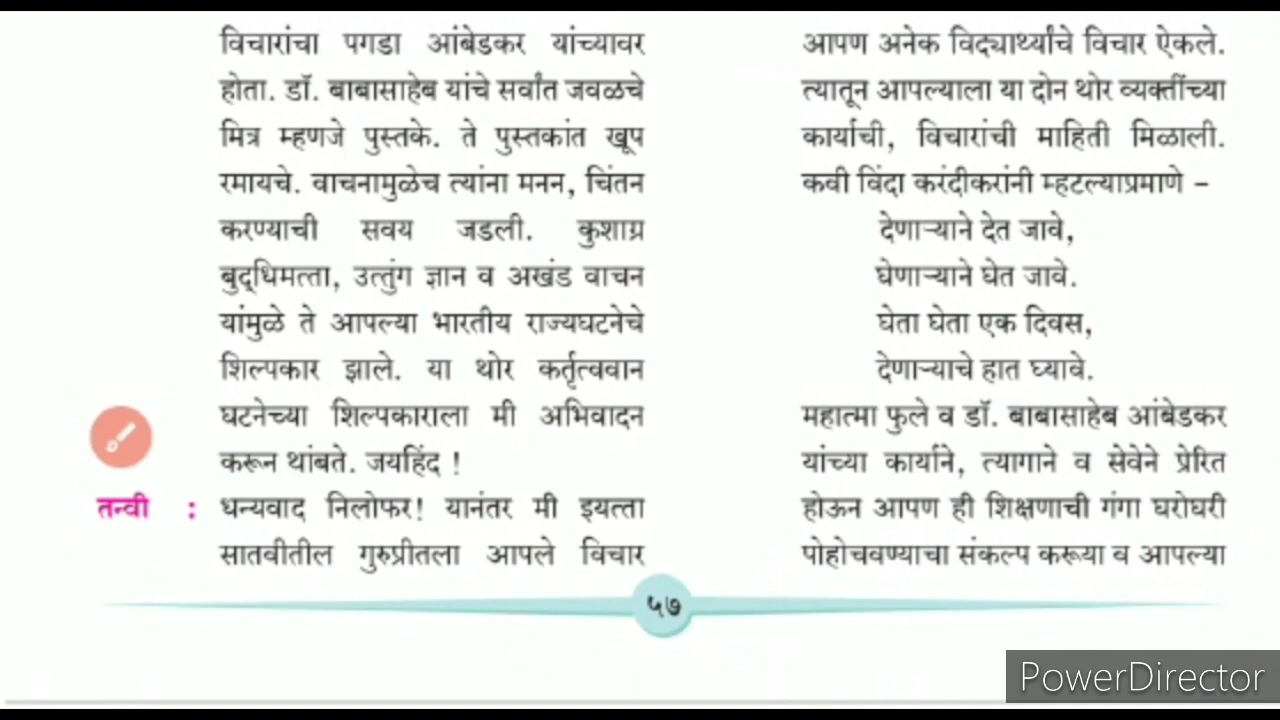 विचारांचा पगडा आंबेडकर यांच्यावर
होता. डॉ. बाबासाहेब यांचे सर्वांत जवळचे
मित्र म्हणजे पुस्तके. ते पुस्तकांत खूप
रमायचे. वाचनामुळेच त्यांना मनन, चिंतन
करण्याची सवय जडली. कुशाग्र
बुद्धिमत्ता, उत्तुंग ज्ञान व अखंड वाचन
यांमुळे ते आपल्या भारतीय राज्यघटनेचे
शिल्पकार झाले. या थोर कर्तृत्ववान
घटनेच्या शिल्पकाराला मी अभिवादन
करून थांबते. जयहिंद !
तन्वी : धन्यवाद निलोफर! यानंतर मी इयत्ता
सातवीतील गुरुप्रीतला आपले विचार
आपण अनेक विद्यार्थ्यांचे विचार ऐकले.
त्यातून आपल्याला या दोन थोर व्यक्तींच्या
कार्याची, विचारांची माहिती मिळाली.
कवी विंदा करंदीकरांनी म्हटल्याप्रमाणे –
देणाऱ्याने देत जावे,
घेणाऱ्याने घेत जावे.
घेता घेता एक दिवस,
देणाऱ्याचे हात घ्यावे.
महात्मा फुले व डॉ. बाबासाहेब आंबेडकर
यांच्या कार्याने, त्यागाने व सेवेने प्रेरित
होऊन आपण ही शिक्षणाची गंगा घरोघरी
पोहोचवण्याचा संकल्प करूया व आपल्या
५७
PowerDirector